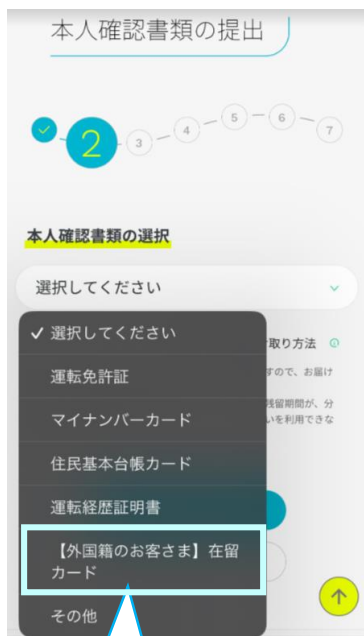 本人確認書類の提出
2
3
4
5
6
7
本人確認書類の選択
選択してください
✓ 選択してください
運転免許証
マイナンバーカード
住民基本台帳カード
運転経歴証明書
【外国籍のお客さま】在留
カード
その他
取り方法
すので、お届け
留期間が、分
いを利用できな